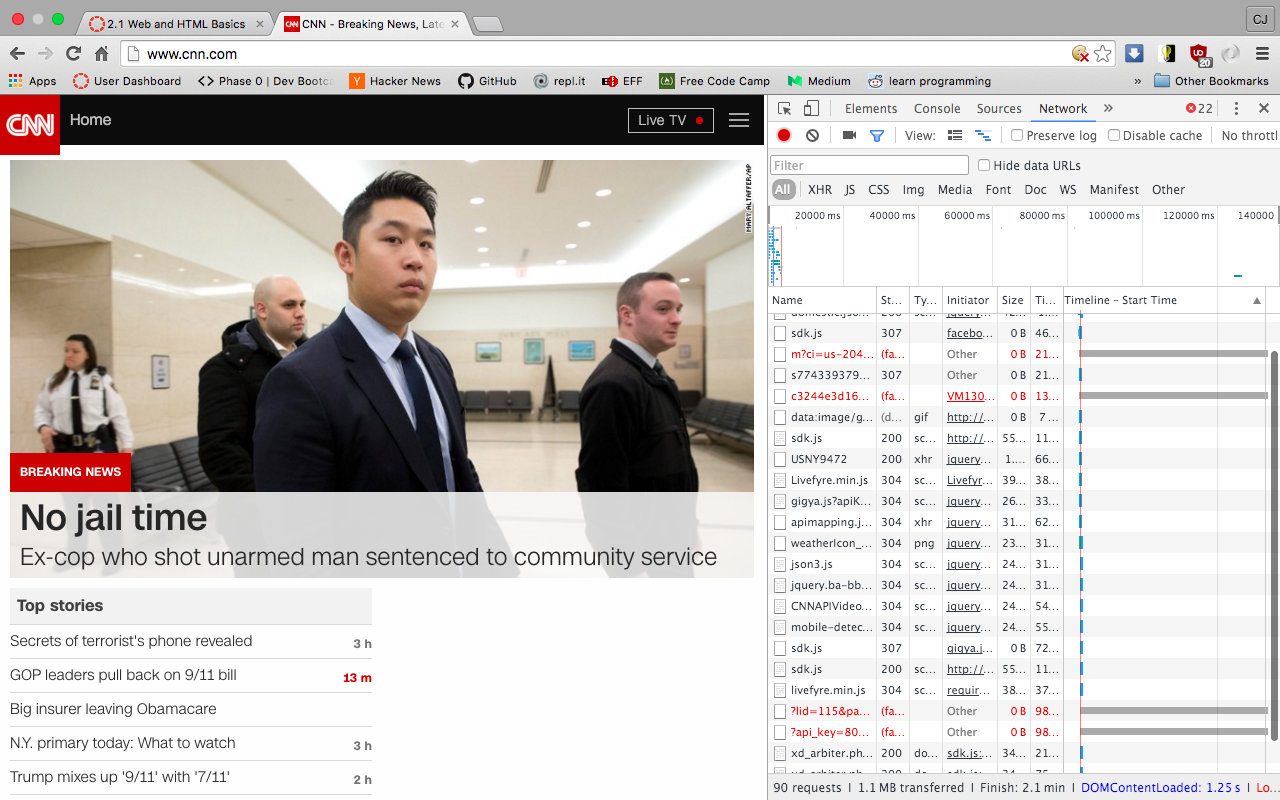 2.1 Web and HTML Basics
CNN - Breaking News, Late
CJ
www.cnn.com
20
Apps
User Dashboard
Phase 0 | Dev Bootca
Hacker News
GitHub
repl.it
EFF
Free Code Camp
Medium
learn programming
»
Other Bookmarks
CNN
Home
Live TV
MARY ALTAFFER/AP
BREAKING NEWS
No jail time
Ex-cop who shot unarmed man sentenced to community service
Top stories
Secrets of terrorist's phone revealed 3 h
GOP leaders pull back on 9/11 bill 13 m
Big insurer leaving Obamacare
N.Y. primary today: What to watch 3 h
Trump mixes up '9/11' with '7/11' 2 h
Elements Console Sources Network » 22
View: Preserve log Disable cache No throttl
Filter Hide data URLs
All XHR JS CSS Img Media Font Doc WS Manifest Other
20000 ms 40000 ms 60000 ms 80000 ms 100000 ms 120000 ms 140000
Name St... Ty... Initiator Size Ti... Timeline – Start Time
sdk.js 307 facebo... 0 B 46...
m?ci=us-204... (fa... Other 0 B 21...
s774339379... 307 Other 0 B 21...
c3244e3d16... (fa... VM130... 0 B 13...
data:image/g... (d... gif http://... 0 B 7 ...
sdk.js 200 sc... http://... 55... 11...
USNY9472 200 xhr jquery... 1.... 66...
Livefyre.min.js 304 sc... Livefyr... 39... 38...
gigya.js?apiK... 304 sc... jquery... 26... 33...
apimapping.j... 304 xhr jquery... 31... 62...
weatherIcon_... 304 png jquery... 23... 31...
json3.js 304 sc... jquery... 24... 31...
jquery.ba-bb... 304 sc... jquery... 24... 31...
CNNAPIVideo... 304 sc... jquery... 24... 54...
mobile-detec... 304 sc... jquery... 24... 55...
sdk.js 307 gigya.j... 0 B 72...
sdk.js 200 sc... http://... 55... 11...
livefyre.min.js 304 sc... requir... 38... 37...
?lid=115&pa... (fa... Other 0 B 98...
?api_key=80... (fa... Other 0 B 98...
xd_arbiter.ph... 200 do... sdk.js:... 34... 21...
90 requests | 1.1 MB transferred | Finish: 2.1 min | DOMContentLoaded: 1.25 s | Lo...